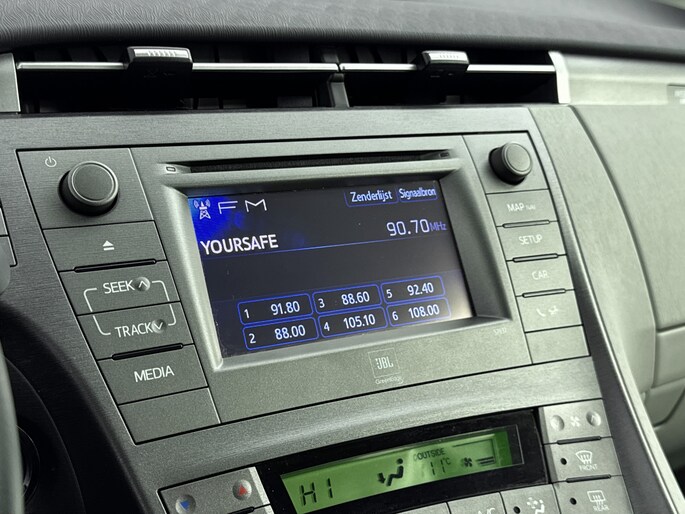 FM
Zenderlijst Signaalbron
YOURSAFE
90.70 MHz
1 91.80 3 88.60 5 92.40
2 88.00 4 105.10 6 108.00
SEEK
TRACK
MEDIA
MAP
SETUP
CAR
JBL
OUTSIDE
HI
11°C
FRONT
REAR